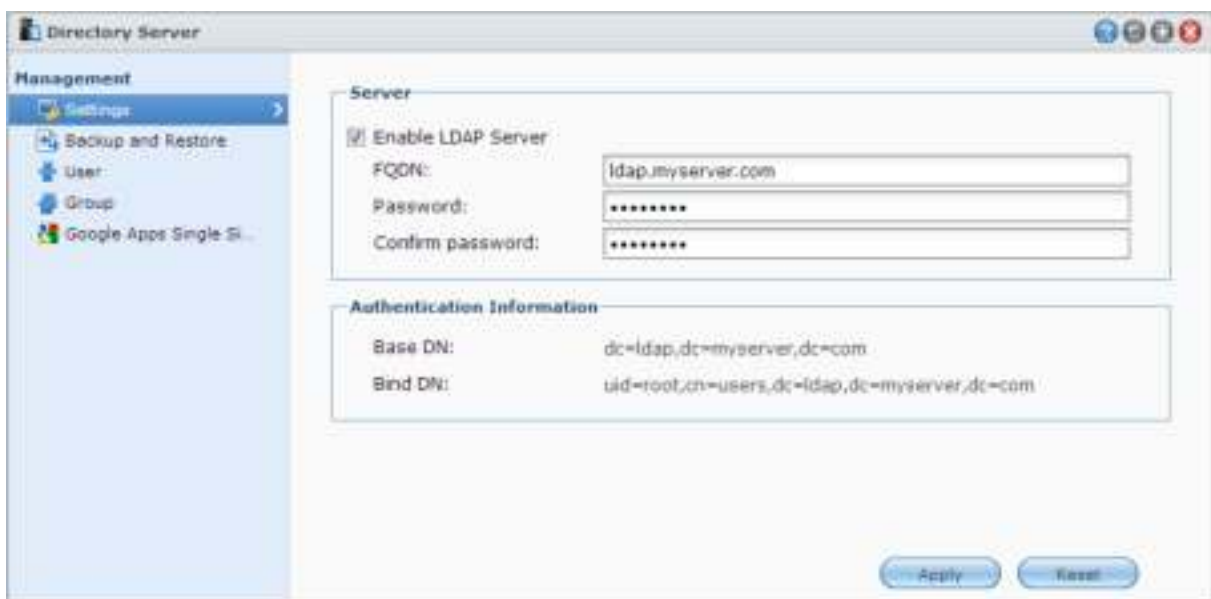 Directory Server
Management
Settings
Backup and Restore
User
Group
Google Apps Single Si...
Server
Enable LDAP Server
FQDN: ldap.myserver.com
Password: ••••••••
Confirm password: ••••••••
Authentication Information
Base DN: dc=ldap,dc=myserver,dc=com
Bind DN: uid=root,cn=users,dc=ldap,dc=myserver,dc=com
Apply Reset